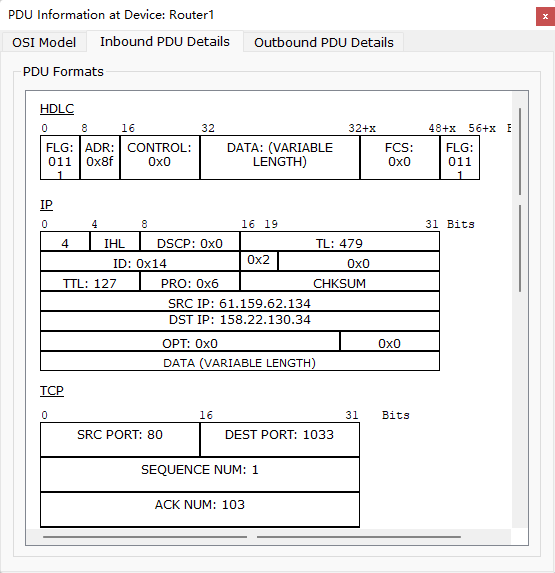 PDU Information at Device: Router1
x
OSI Model Inbound PDU Details Outbound PDU Details
PDU Formats
HDLC
0 8 16 32 32+x 48+x 56+x
FLG: 0111 ADR: 0x8f CONTROL: 0x0 DATA: (VARIABLE LENGTH) FCS: 0x0 FLG: 0111
IP
0 4 8 16 19 31 Bits
4 IHL DSCP: 0x0 TL: 479
ID: 0x14 0x2 0x0
TTL: 127 PRO: 0x6 CHKSUM
SRC IP: 61.159.62.134
DST IP: 158.22.130.34
OPT: 0x0 0x0
DATA (VARIABLE LENGTH)
TCP
0 16 31 Bits
SRC PORT: 80 DEST PORT: 1033
SEQUENCE NUM: 1
ACK NUM: 103